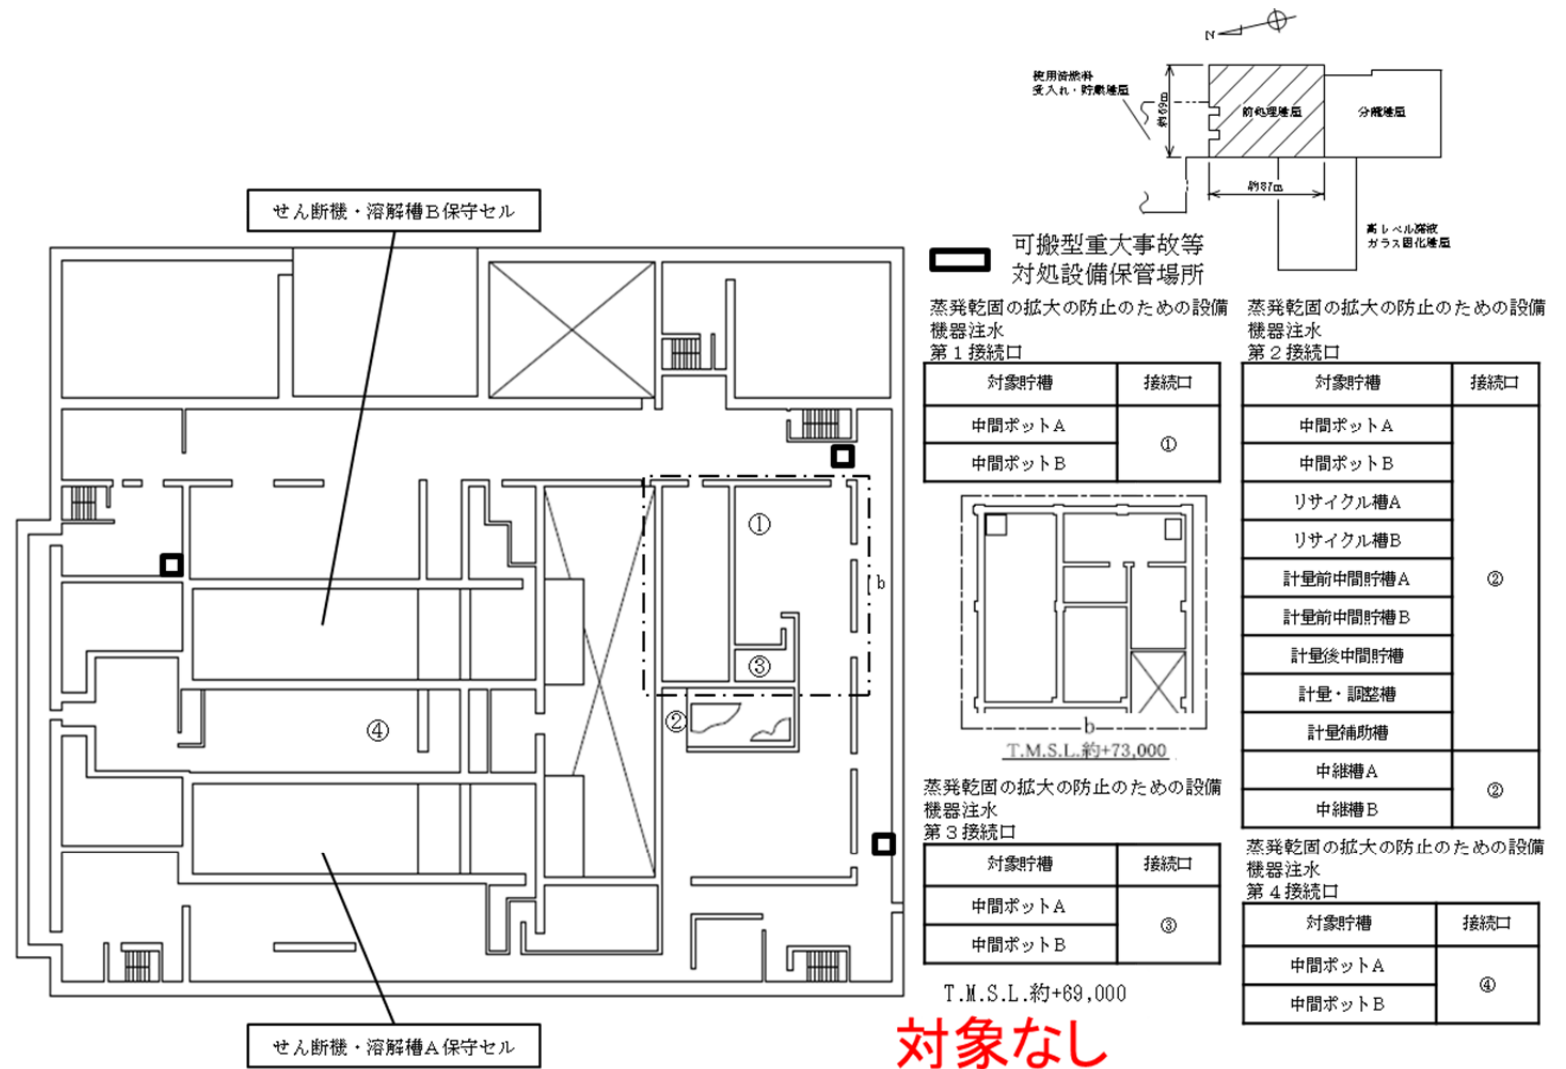 N
使用済燃料
受入れ・貯蔵建屋
約69m
前処理建屋
分離建屋
約87m
高レベル廃液
ガラス固化建屋
せん断機・溶解槽B保守セル
可搬型重大事故等
対処設備保管場所
蒸発乾固の拡大の防止のための設備
機器注水
第1接続口
対象貯槽 接続口
中間ポットA
①
中間ポットB
蒸発乾固の拡大の防止のための設備
機器注水
第2接続口
対象貯槽 接続口
中間ポットA
中間ポットB
リサイクル槽A
リサイクル槽B
計量前中間貯槽A
②
計量前中間貯槽B
計量後中間貯槽
計量・調整槽
計量補助槽
中継槽A
②
中継槽B
①
b
③
②
④
b
T.M.S.L.約+73,000
蒸発乾固の拡大の防止のための設備
機器注水
第3接続口
対象貯槽 接続口
中間ポットA
③
中間ポットB
蒸発乾固の拡大の防止のための設備
機器注水
第4接続口
対象貯槽 接続口
中間ポットA
④
中間ポットB
T.M.S.L.約+69,000
対象なし
せん断機・溶解槽A保守セル